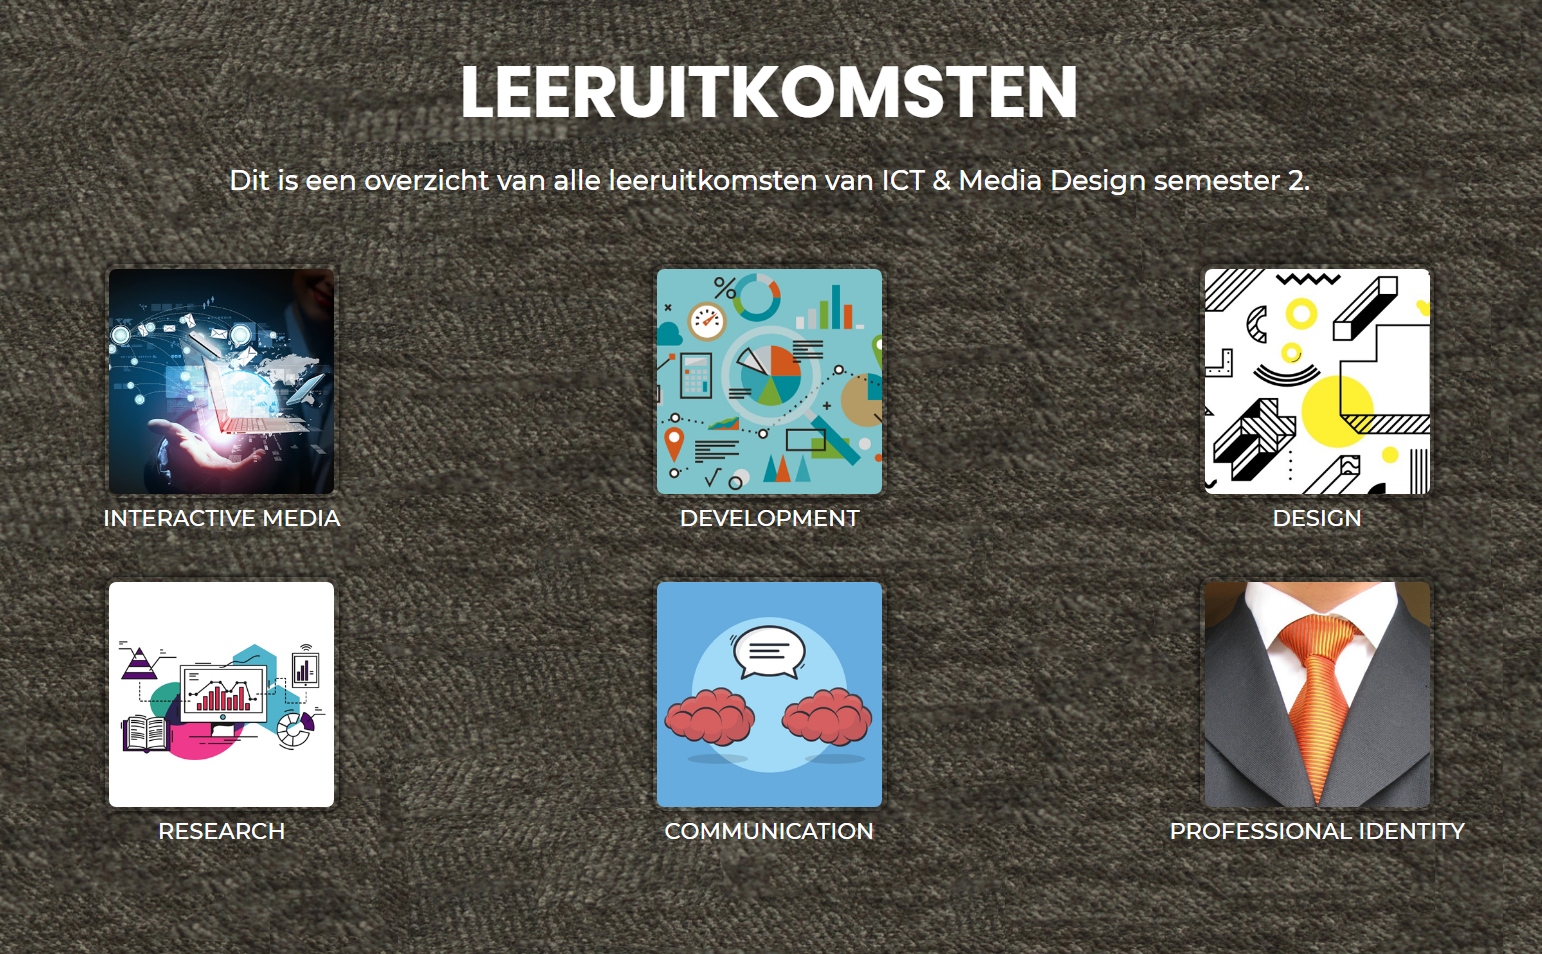 LEERUITKOMSTEN
Dit is een overzicht van alle leeruitkomsten van ICT & Media Design semester 2.
INTERACTIVE MEDIA
DEVELOPMENT
DESIGN
RESEARCH
COMMUNICATION
PROFESSIONAL IDENTITY